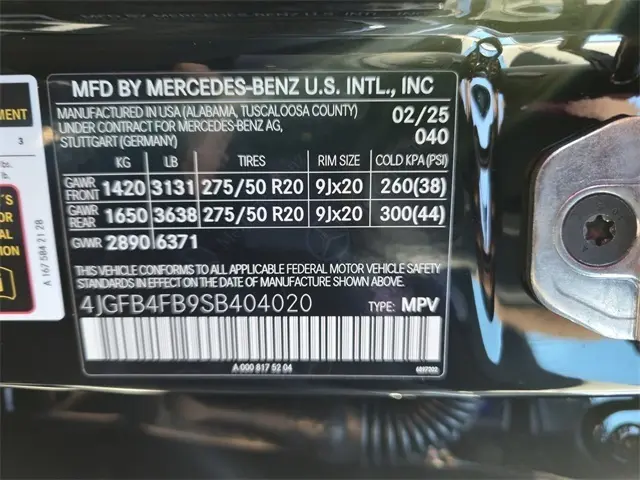 MFD BY MERCEDES-BENZ U.S. INTL., INC
MANUFACTURED IN USA (ALABAMA, TUSCALOOSA COUNTY) 02/25
UNDER CONTRACT FOR MERCEDES-BENZ AG, 040
STUTTGART (GERMANY)
KG LB TIRES RIM SIZE COLD KPA (PSI)
GAWR FRONT 1420 3131 275/50 R20 9Jx20 260(38)
GAWR REAR 1650 3638 275/50 R20 9Jx20 300(44)
GVWR 2890 6371
THIS VEHICLE CONFORMS TO ALL APPLICABLE FEDERAL MOTOR VEHICLE SAFETY
STANDARDS IN EFFECT ON THE DATE OF MANUFACTURE SHOWN ABOVE.
4JGFB4FB9SB404020 TYPE: MPV
A 000 817 52 04
A 167 584 21 28
3